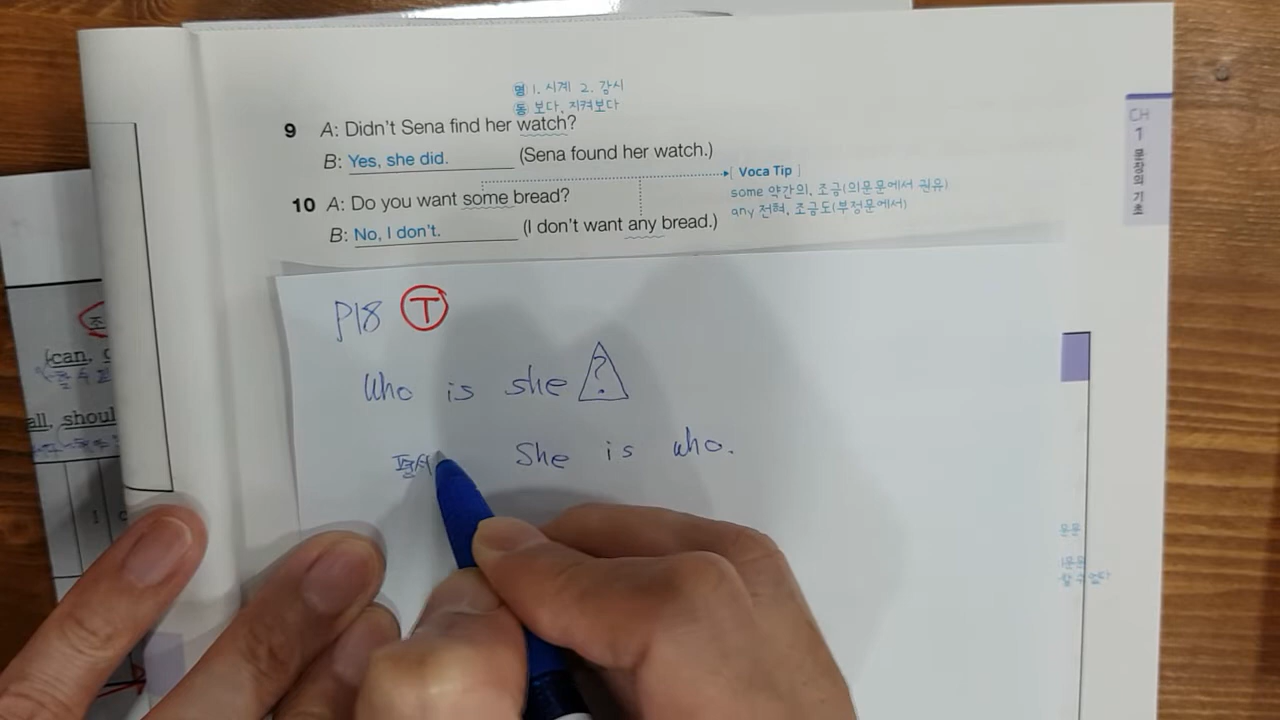 명 1. 시계 2. 감시
동 보다, 지켜보다
9 A: Didn't Sena find her watch?
B: Yes, she did. (Sena found her watch.)
Voca Tip
10 A: Do you want some bread?
some 약간의, 조금(의문문에서 권유)
B: No, I don't. (I don't want any bread.)
any 전혀, 조금도(부정문에서)
CH
1
문장의 기초
P18 T
Who is she ?
She is who.
can,
all, shoul